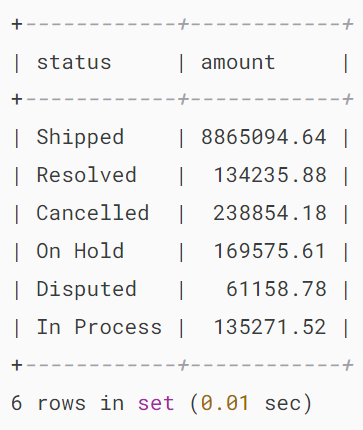 +------------+------------+
| status     | amount     |
+------------+------------+
| Shipped    | 8865094.64 |
| Resolved   |  134235.88 |
| Cancelled  |  238854.18 |
| On Hold    |  169575.61 |
| Disputed   |   61158.78 |
| In Process |  135271.52 |
+------------+------------+
6 rows in set (0.01 sec)